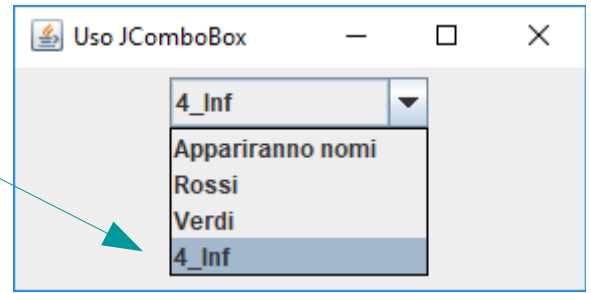 Uso JComboBox
4_Inf
Appariranno nomi
Rossi
Verdi
4_Inf